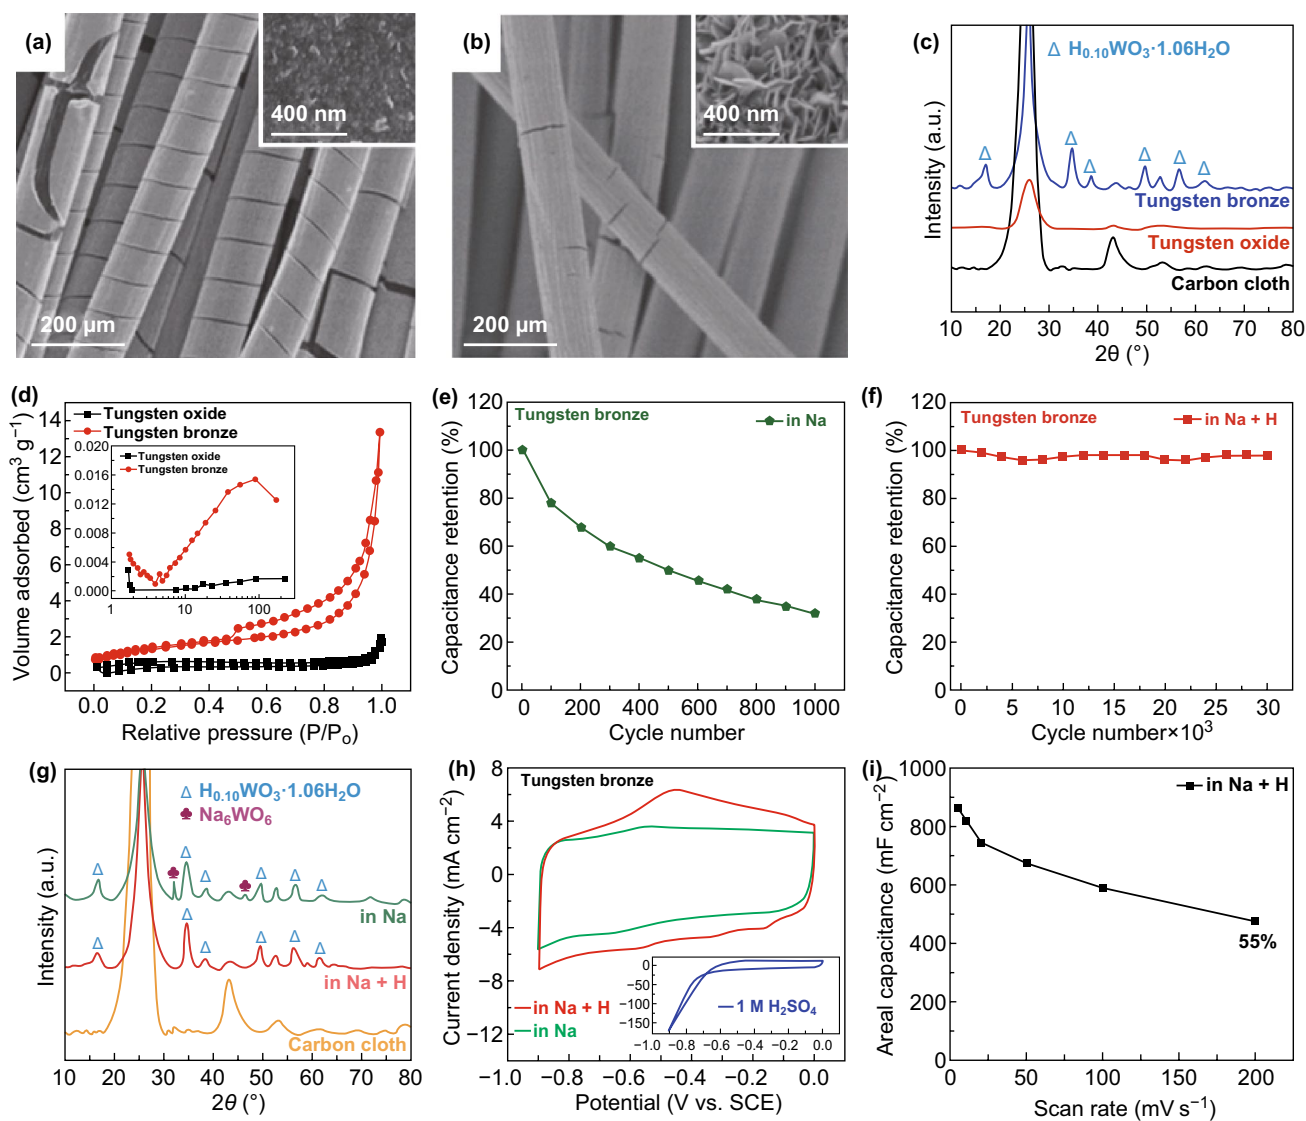 (a)
400 nm
200 µm
(b)
400 nm
200 µm
(c)
Δ H0.10WO3·1.06H2O
Δ Δ Δ Δ Δ Δ
Tungsten bronze
Tungsten oxide
Carbon cloth
Intensity (a.u.)
10 20 30 40 50 60 70 80
2θ (°)
(d)
Tungsten oxide
Tungsten bronze
14
12
10
8
6
4
2
0
Volume adsorbed (cm³ g⁻¹)
0.020
0.016
0.012
0.008
0.004
0.000
Tungsten oxide
Tungsten bronze
1 10 100
0.0 0.2 0.4 0.6 0.8 1.0
Relative pressure (P/Po)
(e)
Tungsten bronze
in Na
120
100
80
60
40
20
0
Capacitance retention (%)
0 200 400 600 800 1000
Cycle number
(f)
Tungsten bronze
in Na + H
120
100
80
60
40
20
0
Capacitance retention (%)
0 5 10 15 20 25 30
Cycle number×10³
(g)
Δ H0.10WO3·1.06H2O
♣ Na6WO6
Δ ♣ Δ Δ ♣ Δ Δ Δ
in Na
Δ Δ Δ Δ Δ Δ
in Na + H
Carbon cloth
Intensity (a.u.)
10 20 30 40 50 60 70 80
2θ (°)
(h)
Tungsten bronze
8
4
0
−4
−8
−12
Current density (mA cm⁻²)
in Na + H
in Na
0
−50
−100
−150
1 M H2SO4
−1.0 −0.8 −0.6 −0.4 −0.2 0.0
−1.0 −0.8 −0.6 −0.4 −0.2 0.0
Potential (V vs. SCE)
(i)
in Na + H
1000
800
600
400
200
0
Areal capacitance (mF cm⁻²)
55%
0 50 100 150 200
Scan rate (mV s⁻¹)